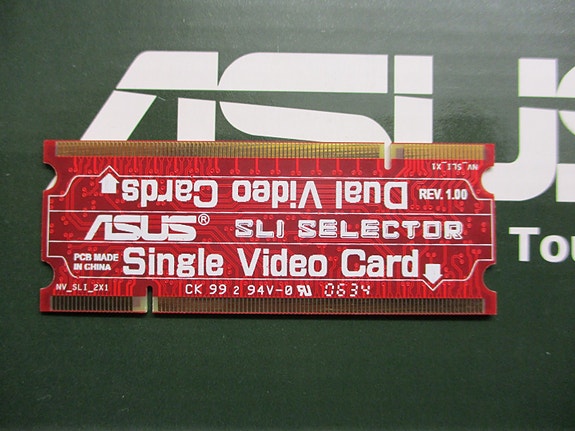 ASUS
Tou
NV_SLI_X1
Dual Video Cards
REV. 1.00
ASUS® SLI SELECTOR
PCB MADE
IN CHINA
Single Video Card
NV_SLI_2X1
CK 99 2 94V-0 RU 0634